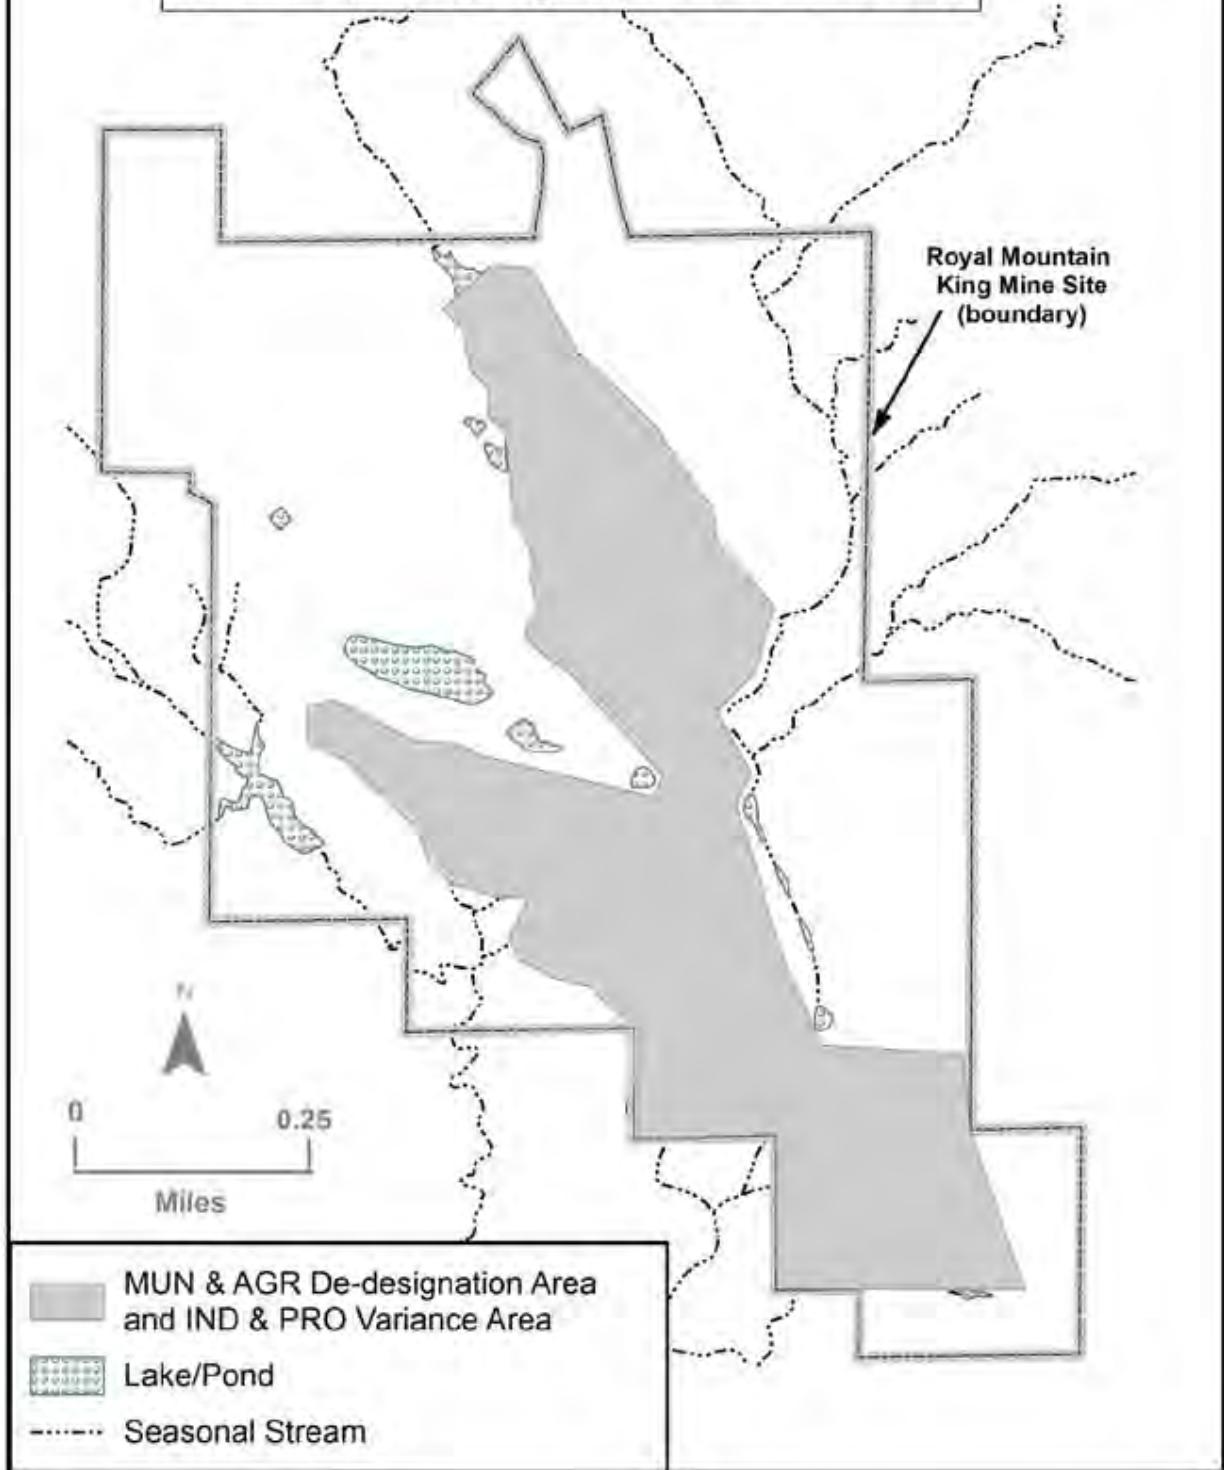 Royal Mountain
King Mine Site
(boundary)
N
0 0.25
Miles
MUN & AGR De-designation Area
and IND & PRO Variance Area
Lake/Pond
Seasonal Stream